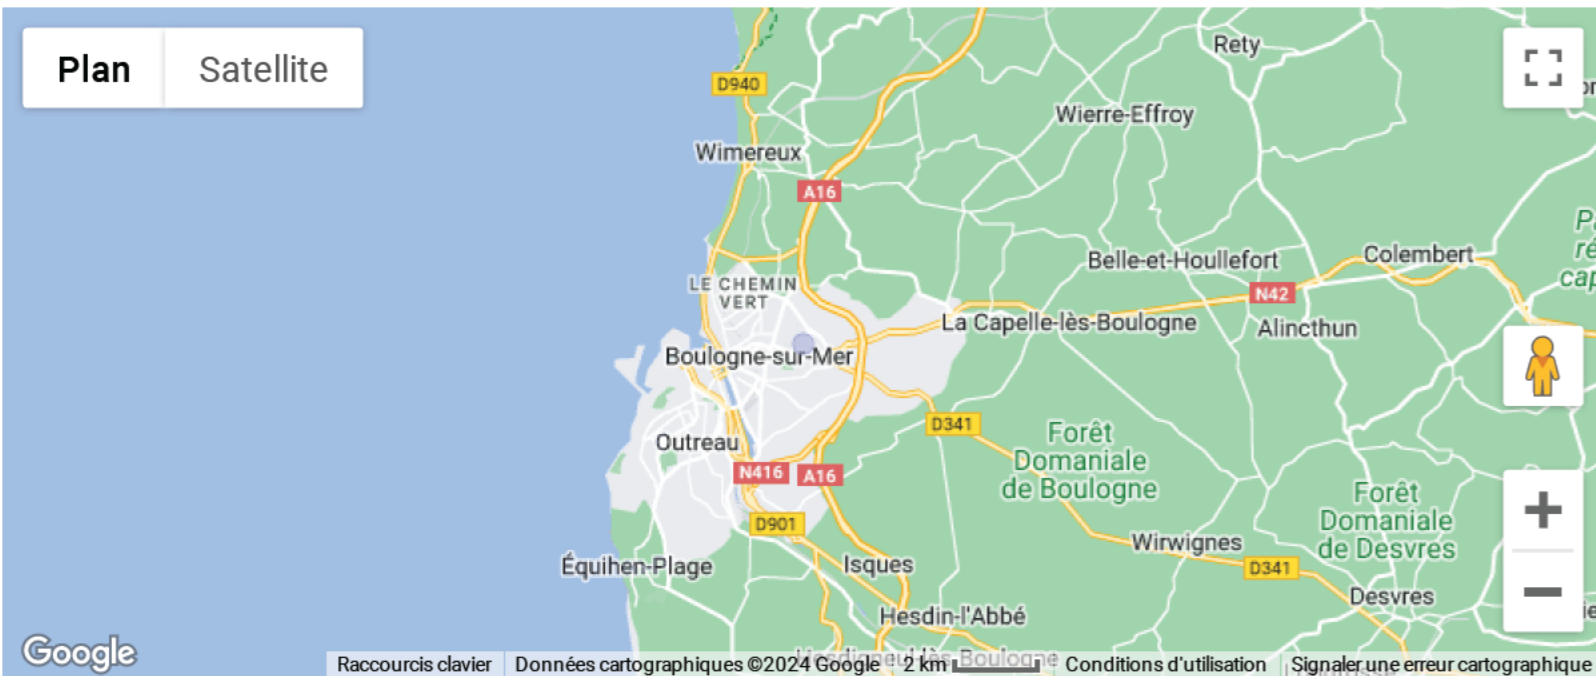 Plan
Satellite
Rety
D940
Wierre-Effroy
Wimereux
A16
Belle-et-Houllefort
Colembert
LE CHEMIN
VERT
N42
La Capelle-lès-Boulogne
Alincthun
Boulogne-sur-Mer
D341
Forêt
Domaniale
de Boulogne
Outreau
N416
A16
Forêt
Domaniale
de Desvres
D901
Wirwignes
Équihen-Plage
Isques
D341
Desvres
Hesdin-l'Abbé
Google
Raccourcis clavier
Données cartographiques ©2024 Google
2 km
Conditions d'utilisation
Signaler une erreur cartographique